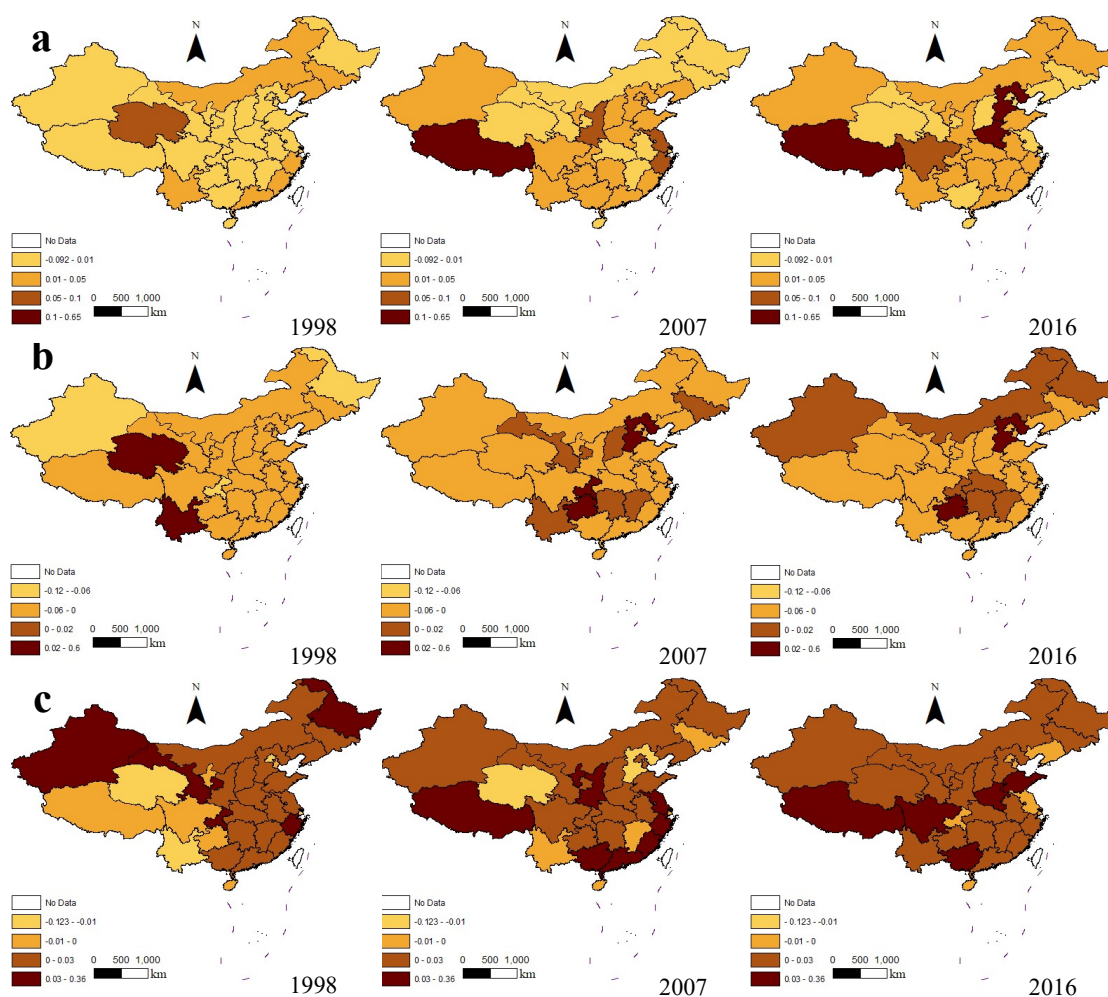 a
N
No Data
-0.092 - 0.01
0.01 - 0.05
0.05 - 0.1
0.1 - 0.65
0 500 1,000
km
1998
N
No Data
-0.092 - 0.01
0.01 - 0.05
0.05 - 0.1
0.1 - 0.65
0 500 1,000
km
2007
N
No Data
-0.092 - 0.01
0.01 - 0.05
0.05 - 0.1
0.1 - 0.65
0 500 1,000
km
2016
b
N
No Data
-0.12 - -0.06
-0.06 - 0
0 - 0.02
0.02 - 0.6
0 500 1,000
km
1998
N
No Data
-0.12 - -0.06
-0.06 - 0
0 - 0.02
0.02 - 0.6
0 500 1,000
km
2007
N
No Data
-0.12 - -0.06
-0.06 - 0
0 - 0.02
0.02 - 0.6
0 500 1,000
km
2016
c
N
No Data
-0.123 - -0.01
-0.01 - 0
0 - 0.03
0.03 - 0.36
0 500 1,000
km
1998
N
No Data
-0.123 - -0.01
-0.01 - 0
0 - 0.03
0.03 - 0.36
0 500 1,000
km
2007
N
No Data
-0.123 - -0.01
-0.01 - 0
0 - 0.03
0.03 - 0.36
0 500 1,000
km
2016